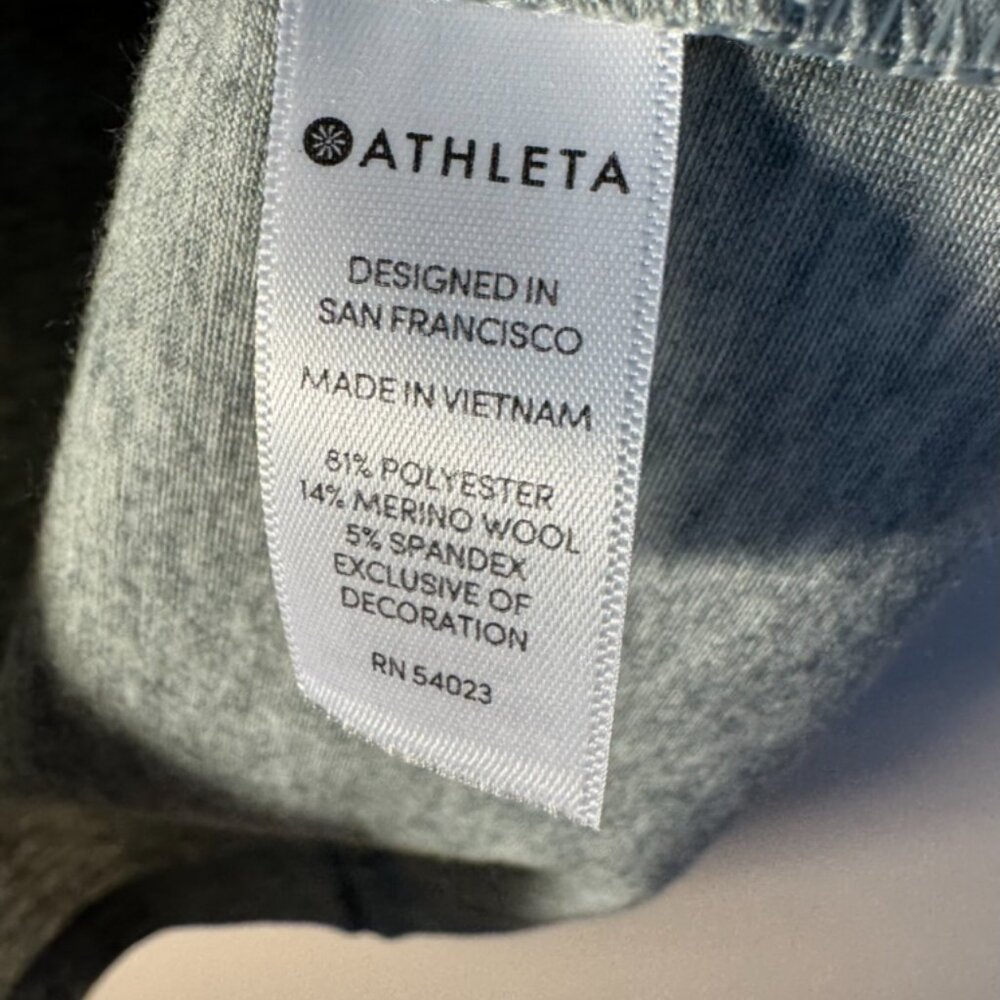 ATHLETA
DESIGNED IN
SAN FRANCISCO
MADE IN VIETNAM
81% POLYESTER
14% MERINO WOOL
5% SPANDEX
EXCLUSIVE OF
DECORATION
RN 54023